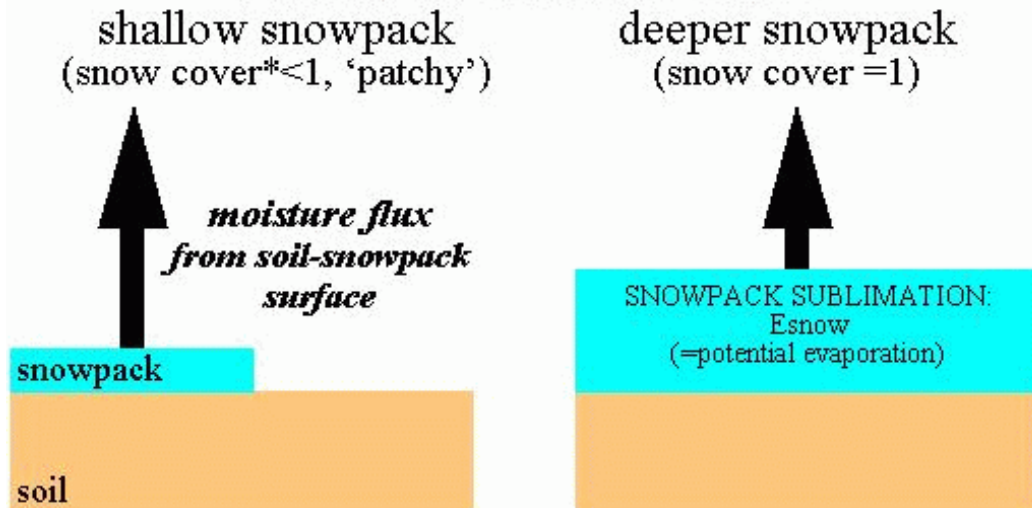 shallow snowpack
(snow cover*<1, ‘patchy’)
moisture flux
from soil-snowpack
surface
snowpack
soil
deeper snowpack
(snow cover =1)
SNOWPACK SUBLIMATION:
Esnow
(=potential evaporation)